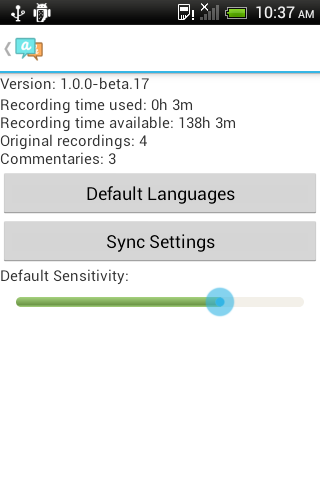 10:37 AM
a
Version: 1.0.0-beta.17
Recording time used: 0h 3m
Recording time available: 138h 3m
Original recordings: 4
Commentaries: 3
Default Languages
Sync Settings
Default Sensitivity: